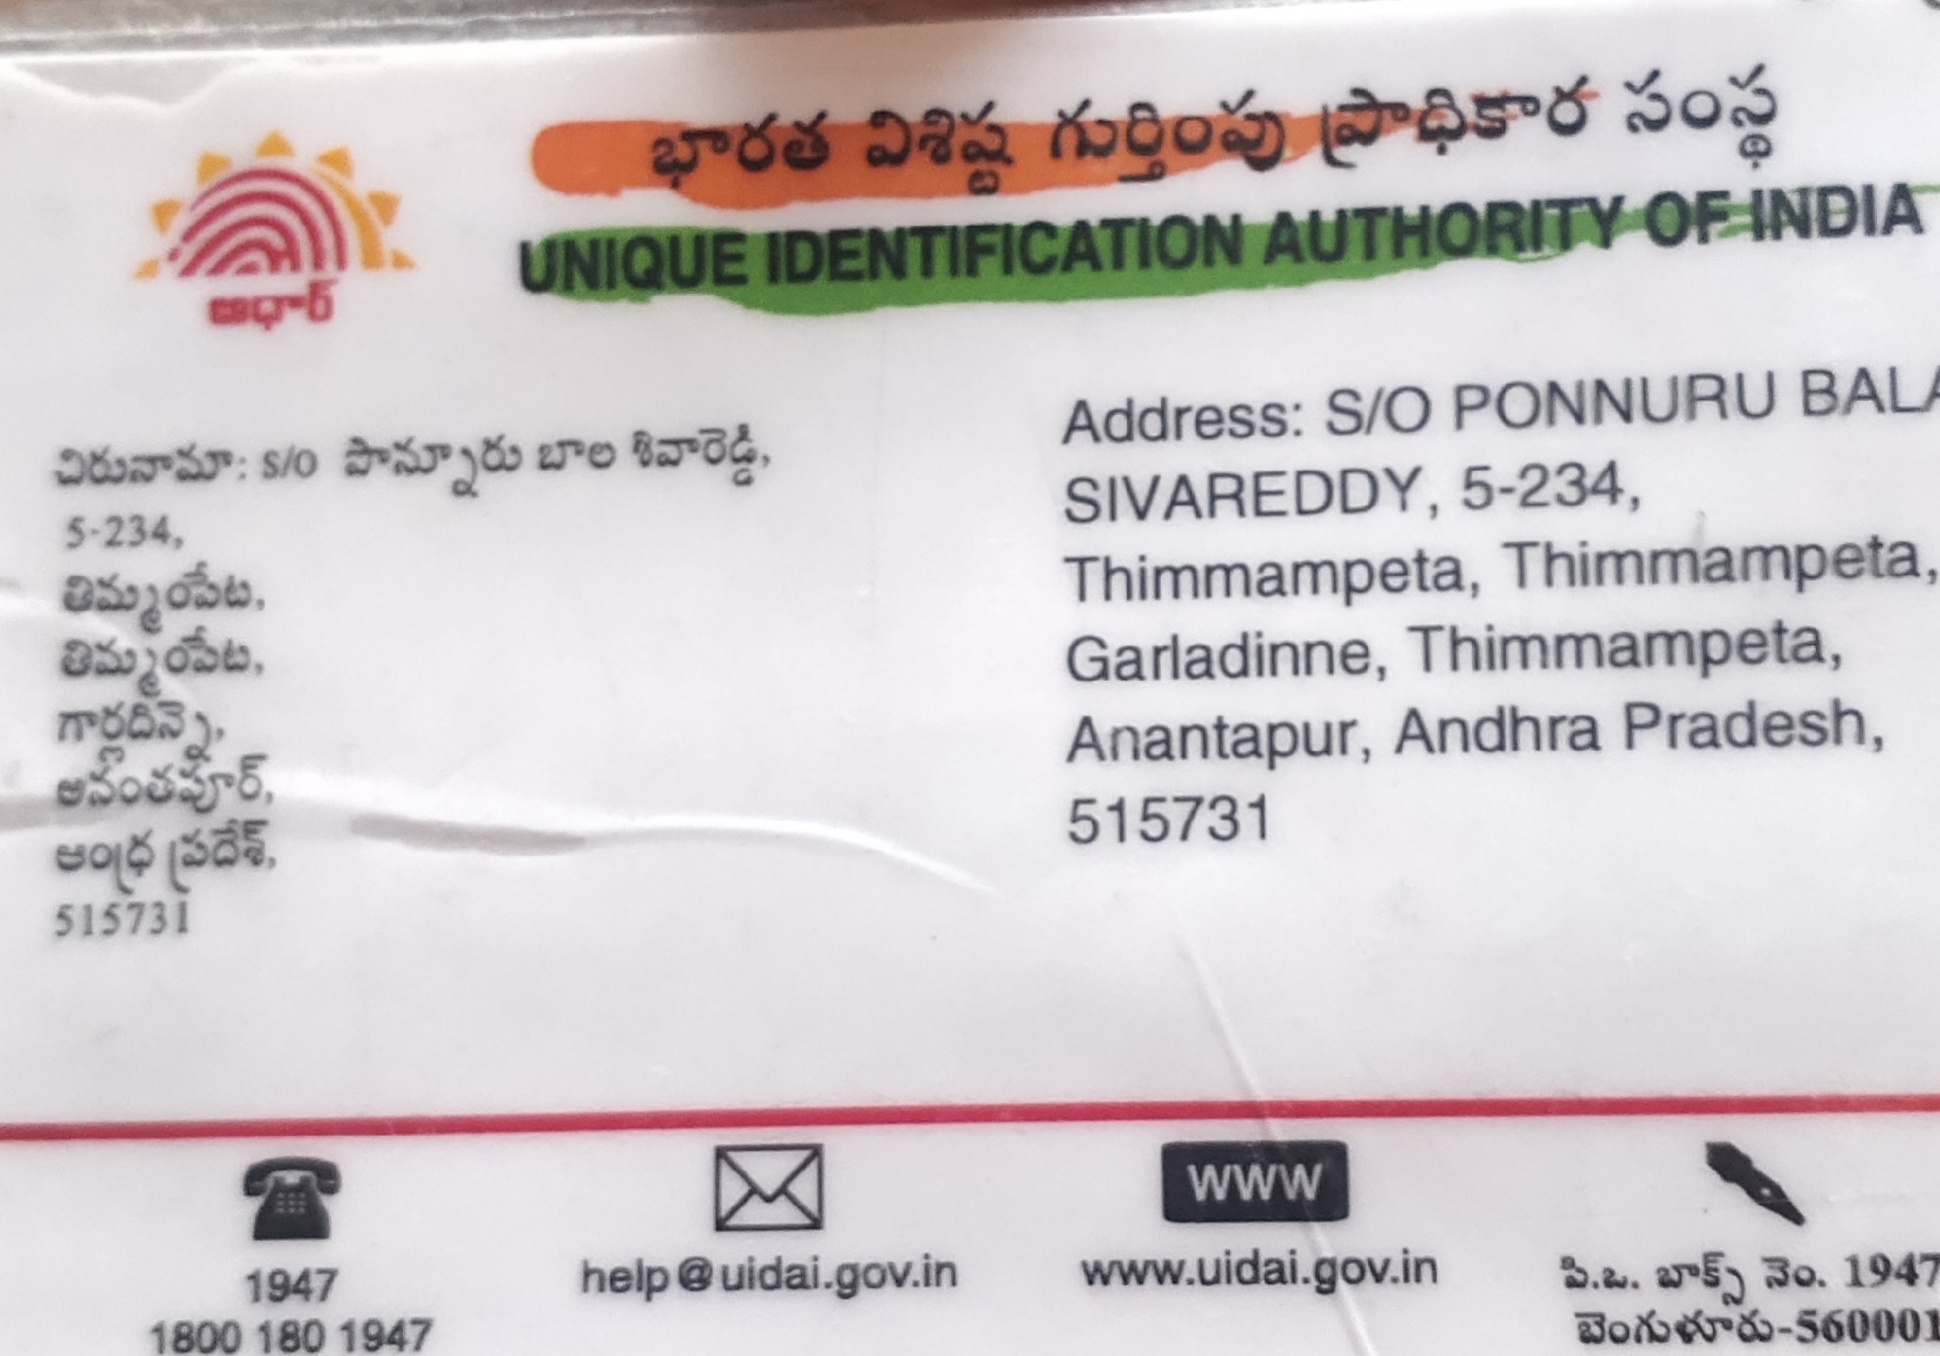 భారత విశిష్ట గుర్తింపు ప్రాధికార సంస్థ
UNIQUE IDENTIFICATION AUTHORITY OF INDIA
ఆధార్
చిరునామా: S/O పొన్నూరు బాల శివారెడ్డి,
5-234,
తిమ్మంపేట,
తిమ్మంపేట,
గార్లదిన్నె,
అనంతపూర్,
ఆంధ్ర ప్రదేశ్,
515731
Address: S/O PONNURU BALA
SIVAREDDY, 5-234,
Thimmampeta, Thimmampeta,
Garladinne, Thimmampeta,
Anantapur, Andhra Pradesh,
515731
1947
1800 180 1947
help@uidai.gov.in
WWW
www.uidai.gov.in
పి.ఒ. బాక్స్ నెం. 1947
బెంగుళూరు-560001